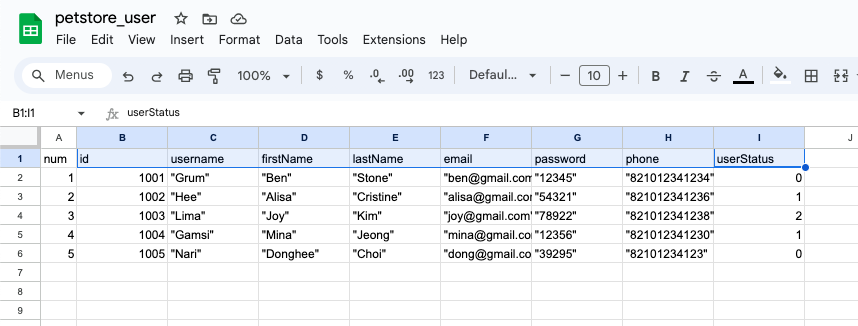 petstore_user
File Edit View Insert Format Data Tools Extensions Help
Menus 100% $ % .0 .00 123 Defaul... − 10 + B I S A
B1:I1 fx userStatus
A B C D E F G H I J
1 num id username firstName lastName email password phone userStatus
2 1 1001 "Grum" "Ben" "Stone" "ben@gmail.com "12345" "821012341234" 0
3 2 1002 "Hee" "Alisa" "Cristine" "alisa@gmail.co "54321" "821012341236" 1
4 3 1003 "Lima" "Joy" "Kim" "joy@gmail.com" "78922" "821012341238" 2
5 4 1004 "Gamsi" "Mina" "Jeong" "mina@gmail.co "12356" "821012341230" 1
6 5 1005 "Nari" "Donghee" "Choi" "dong@gmail.co "39295" "82101234123" 0
7
8
9